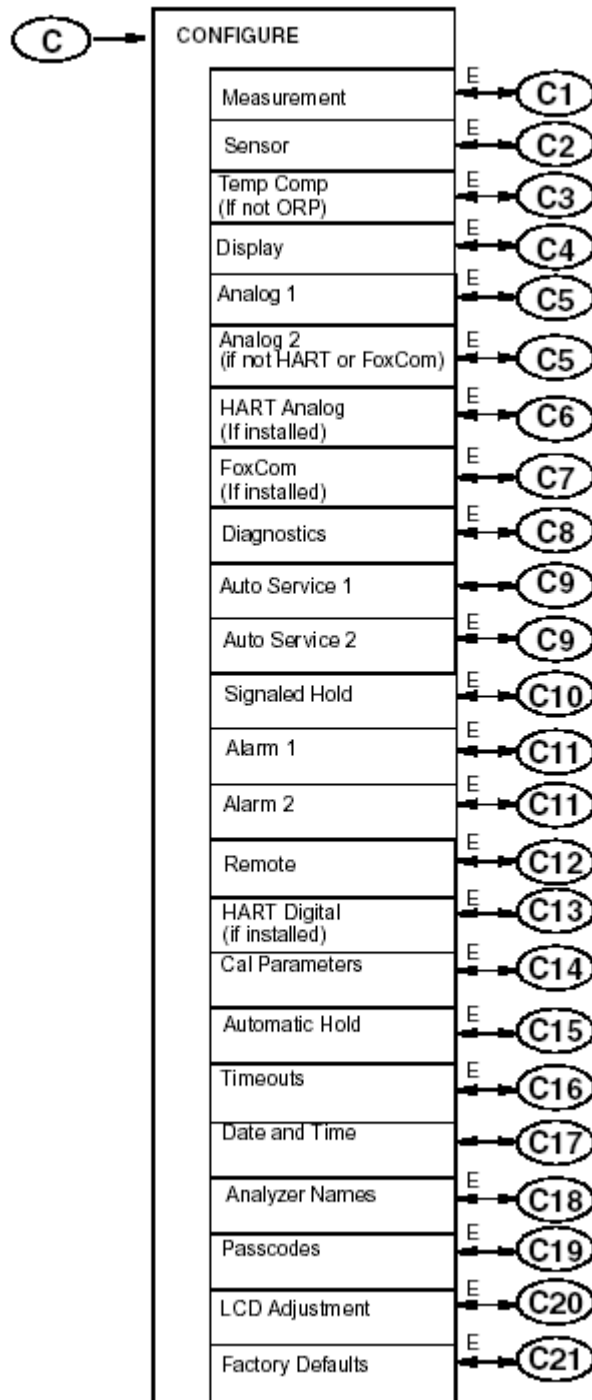 C
CONFIGURE
Measurement E C1
Sensor E C2
Temp Comp
(If not ORP) E C3
Display E C4
Analog 1 E C5
Analog 2
(if not HART or FoxCom) E C5
HART Analog
(If installed) E C6
FoxCom
(If installed) E C7
Diagnostics E C8
Auto Service 1 C9
Auto Service 2 E C9
Signaled Hold E C10
Alarm 1 E C11
Alarm 2 E C11
Remote E C12
HART Digital
(if installed) E C13
Cal Parameters E C14
Automatic Hold E C15
Timeouts E C16
Date and Time C17
Analyzer Names E C18
Passcodes E C19
LCD Adjustment E C20
Factory Defaults E C21